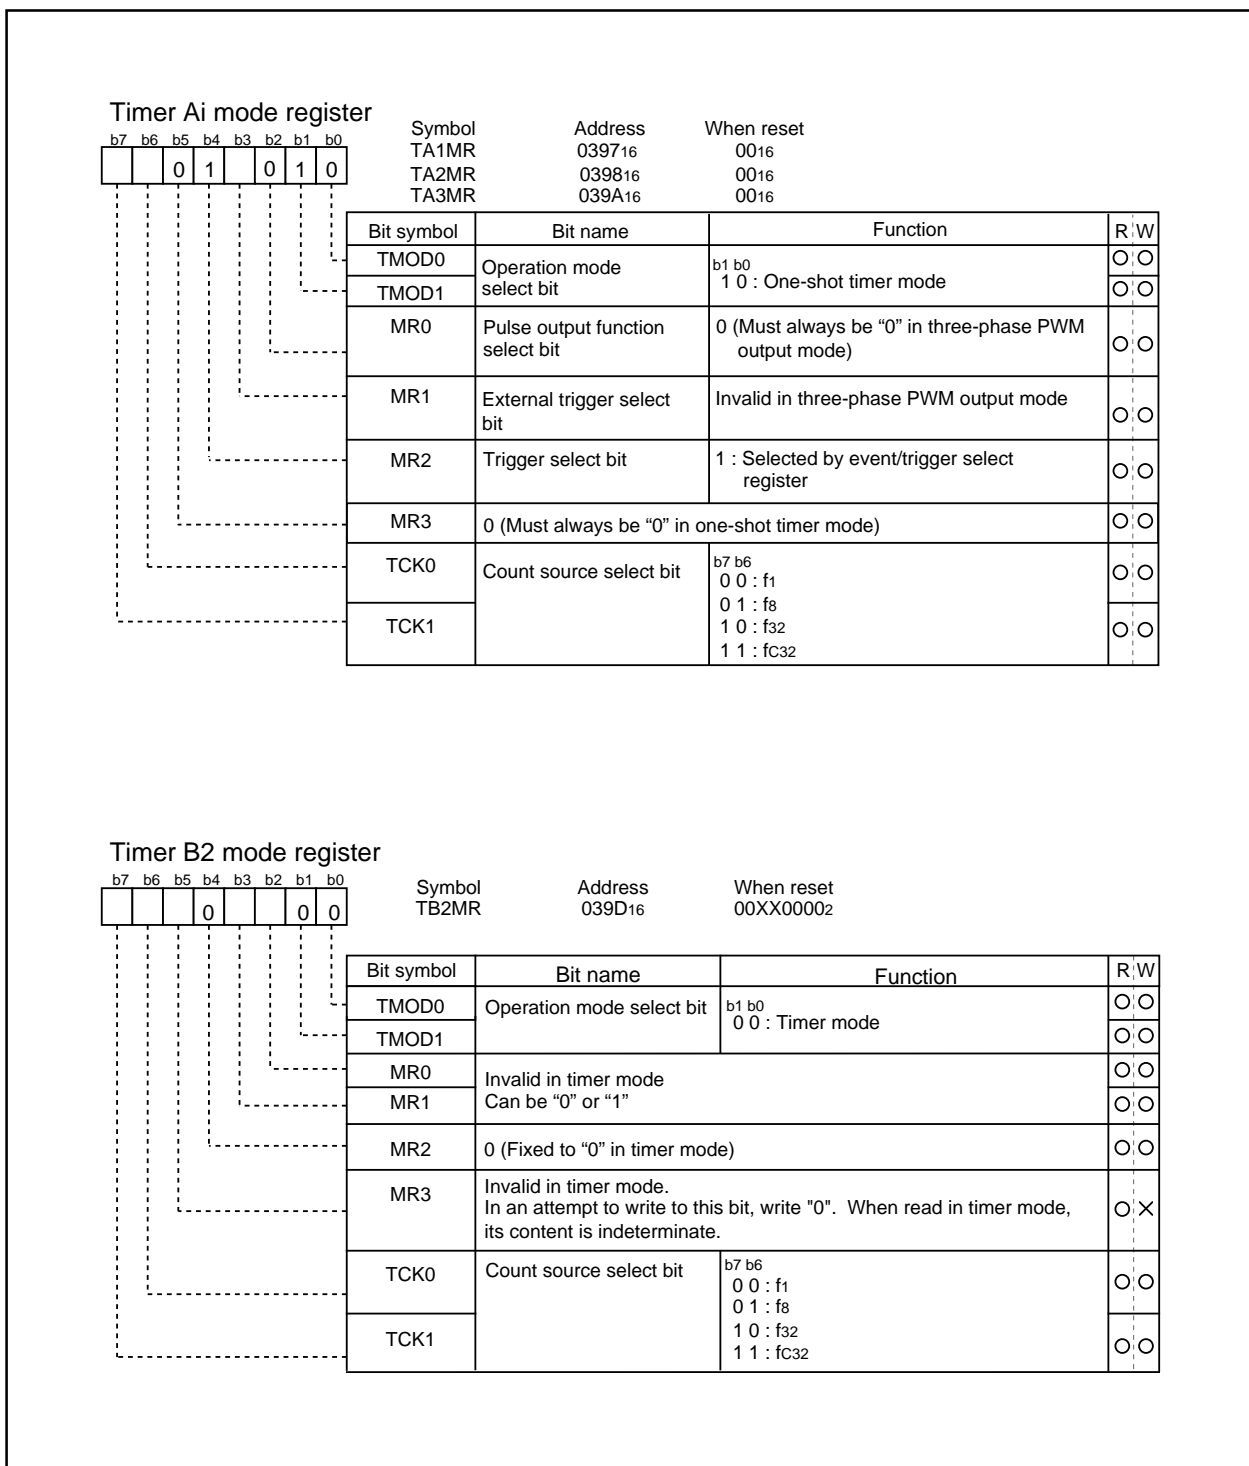 Timer Ai mode register
b7 b6 b5 b4 b3 b2 b1 b0
0 1 0 1 0
Symbol Address When reset
TA1MR 039716 0016
TA2MR 039816 0016
TA3MR 039A16 0016
Bit symbol Bit name Function R W
TMOD0
TMOD1
Operation mode
select bit
b1 b0
1 0 : One-shot timer mode
MR0
Pulse output function
select bit
0 (Must always be “0” in three-phase PWM
output mode)
MR1
External trigger select
bit
Invalid in three-phase PWM output mode
MR2
Trigger select bit
1 : Selected by event/trigger select
register
MR3
0 (Must always be “0” in one-shot timer mode)
TCK0
TCK1
Count source select bit
b7 b6
0 0 : f1
0 1 : f8
1 0 : f32
1 1 : fC32
Timer B2 mode register
b7 b6 b5 b4 b3 b2 b1 b0
0 0 0
Symbol Address When reset
TB2MR 039D16 00XX00002
Bit symbol Bit name Function R W
TMOD0
TMOD1
Operation mode select bit
b1 b0
0 0 : Timer mode
MR0
MR1
Invalid in timer mode
Can be “0” or “1”
MR2
0 (Fixed to “0” in timer mode)
MR3
Invalid in timer mode.
In an attempt to write to this bit, write "0". When read in timer mode,
its content is indeterminate.
TCK0
TCK1
Count source select bit
b7 b6
0 0 : f1
0 1 : f8
1 0 : f32
1 1 : fC32